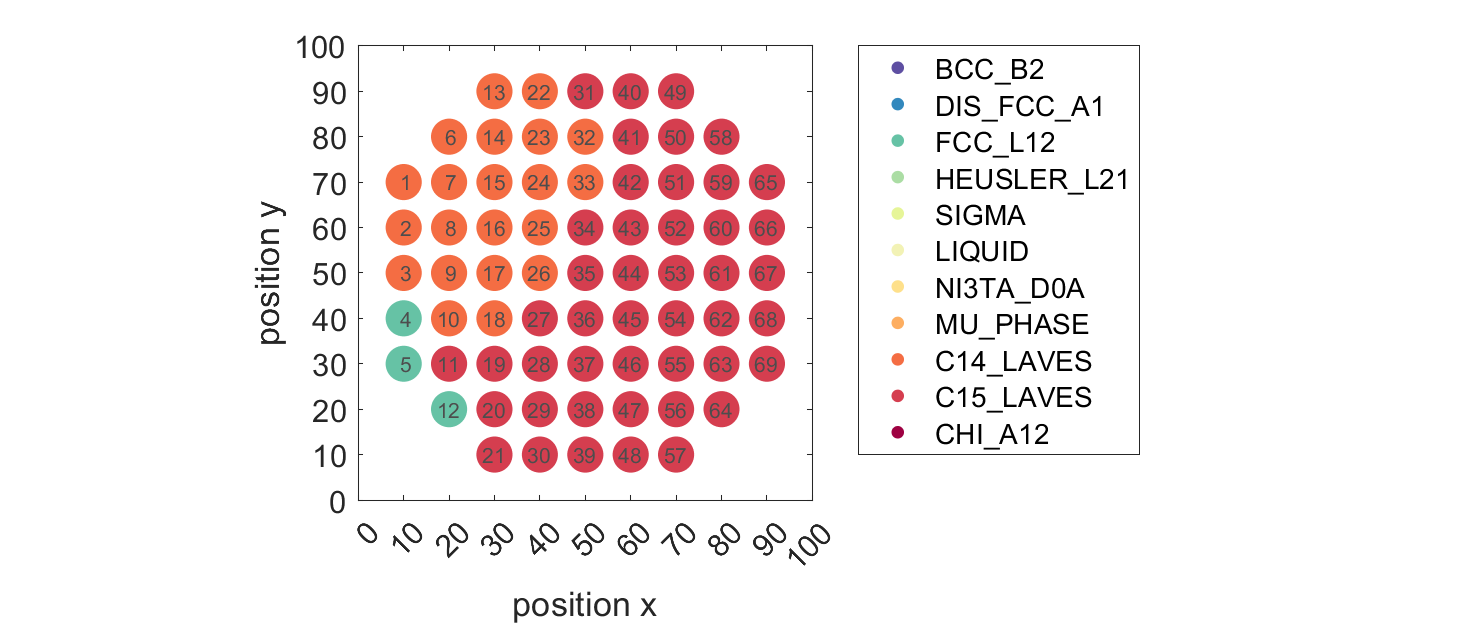 100
90
80
70
60
50
40
30
20
10
0
position y
13 22 31 40 49
6 14 23 32 41 50 58
1 7 15 24 33 42 51 59 65
2 8 16 25 34 43 52 60 66
3 9 17 26 35 44 53 61 67
4 10 18 27 36 45 54 62 68
5 11 19 28 37 46 55 63 69
12 20 29 38 47 56 64
21 30 39 48 57
0 10 20 30 40 50 60 70 80 90 100
position x
BCC_B2
DIS_FCC_A1
FCC_L12
HEUSLER_L21
SIGMA
LIQUID
NI3TA_D0A
MU_PHASE
C14_LAVES
C15_LAVES
CHI_A12